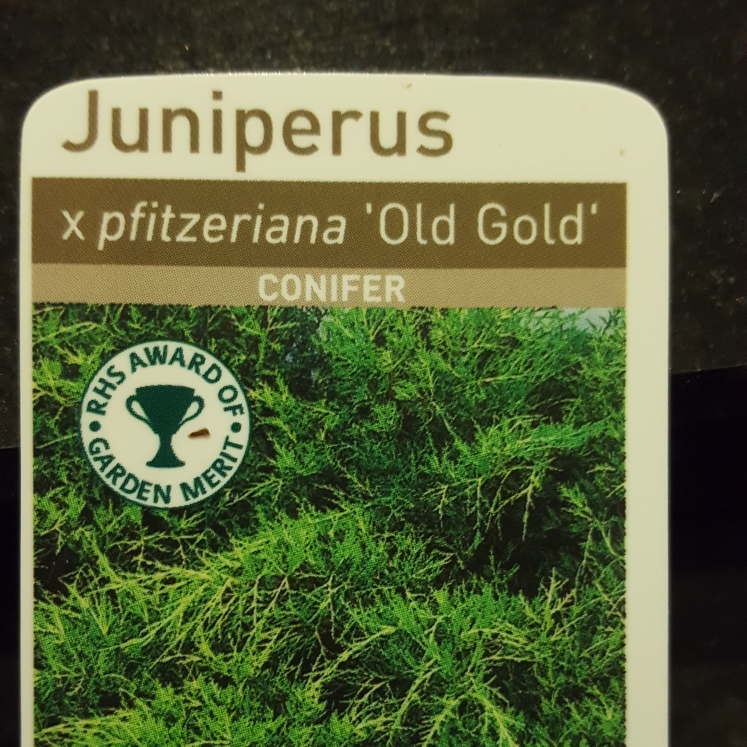 Juniperus
x pfitzeriana 'Old Gold‘
CONIFER
RHS AWARD OF
GARDEN MERIT